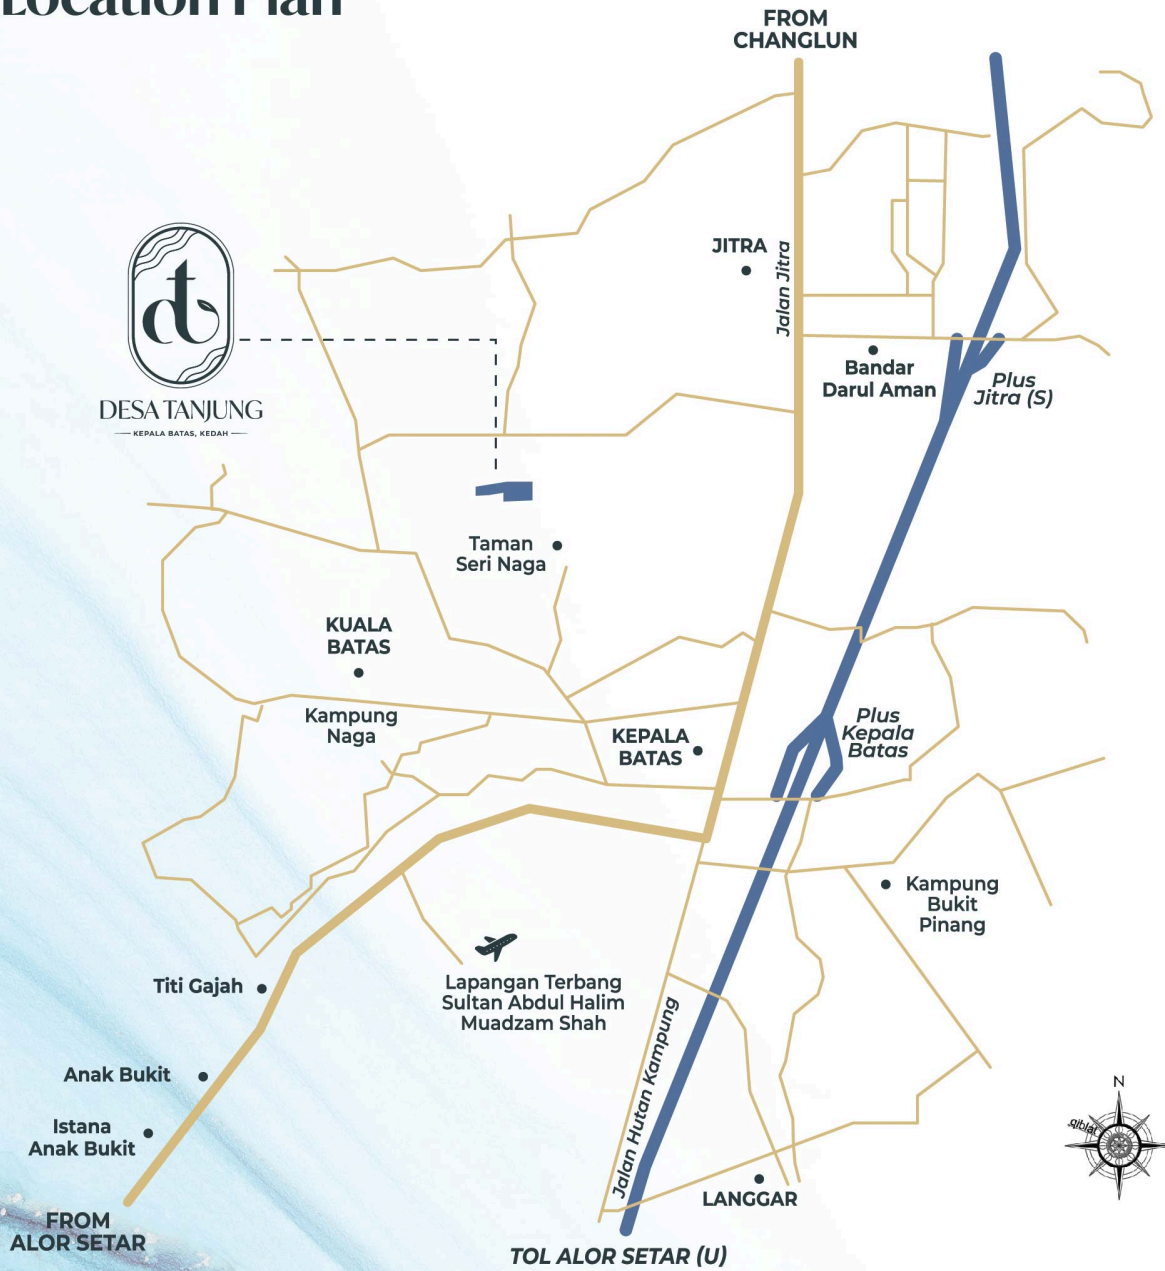 Location Plan
FROM
CHANGLUN
JITRA
Jalan Jitra
DESA TANJUNG
KEPALA BATAS, KEDAH
Bandar
Darul Aman
Plus
Jitra (S)
Taman
Seri Naga
KUALA
BATAS
Kampung
Naga
KEPALA
BATAS
Plus
Kepala
Batas
Kampung
Bukit
Pinang
Titi Gajah
Lapangan Terbang
Sultan Abdul Halim
Muadzam Shah
Jalan Hutan Kampung
Anak Bukit
Istana
Anak Bukit
N
qiblat
LANGGAR
FROM
ALOR SETAR
TOL ALOR SETAR (U)